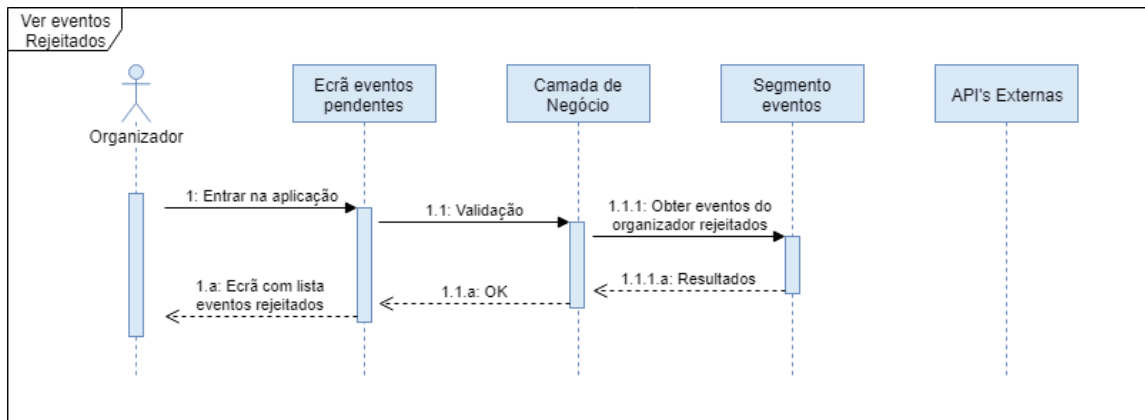 Ver eventos
Rejeitados
Organizador
Ecrã eventos
pendentes
Camada de
Negócio
Segmento
eventos
API's Externas
1: Entrar na aplicação
1.1: Validação
1.1.1: Obter eventos do
organizador rejeitados
1.1.1.a: Resultados
1.1.a: OK
1.a: Ecrã com lista
eventos rejeitados